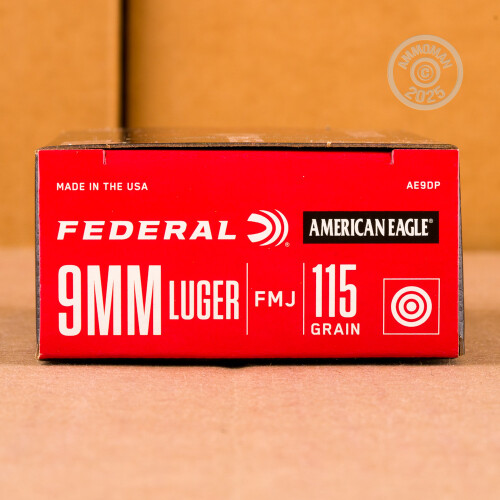 AMMOMAN
2025
MADE IN THE USA
AE9DP
FEDERAL®
AMERICAN EAGLE®
9MM LUGER
FMJ
115
GRAIN